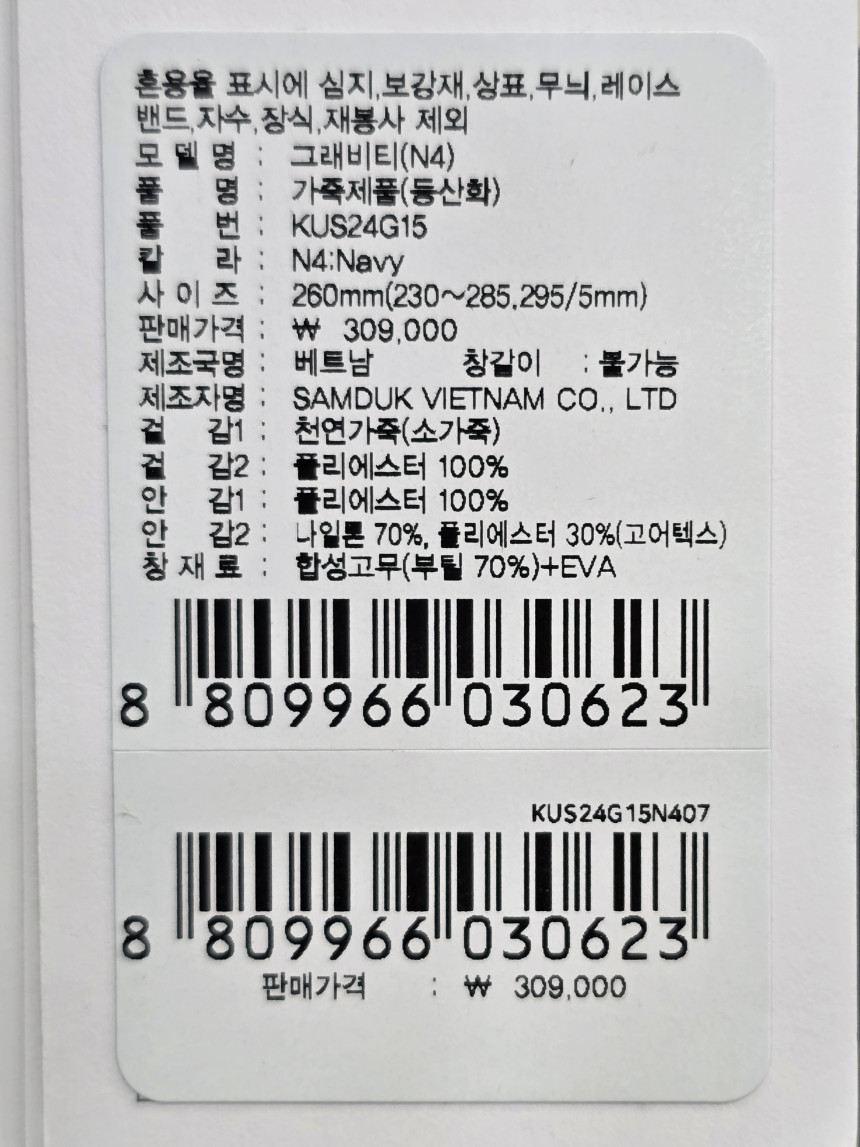 혼용율 표시에 심지,보강재,상표,무늬,레이스
밴드,자수,장식,재봉사 제외
모 델 명 : 그래비티(N4)
품 명 : 가죽제품(등산화)
품 번 : KUS24G15
칼 라 : N4:Navy
사 이 즈 : 260mm(230~285,295/5mm)
판매가격 : ₩ 309,000
제조국명 : 베트남 창갈이 : 불가능
제조자명 : SAMDUK VIETNAM CO., LTD
겉 감1 : 천연가죽(소가죽)
겉 감2 : 폴리에스터 100%
안 감1 : 폴리에스터 100%
안 감2 : 나일론 70%, 폴리에스터 30%(고어텍스)
창 재 료 : 합성고무(부틸 70%)+EVA
8 809966 030623
KUS24G15N407
8 809966 030623
판매가격 : ₩ 309,000